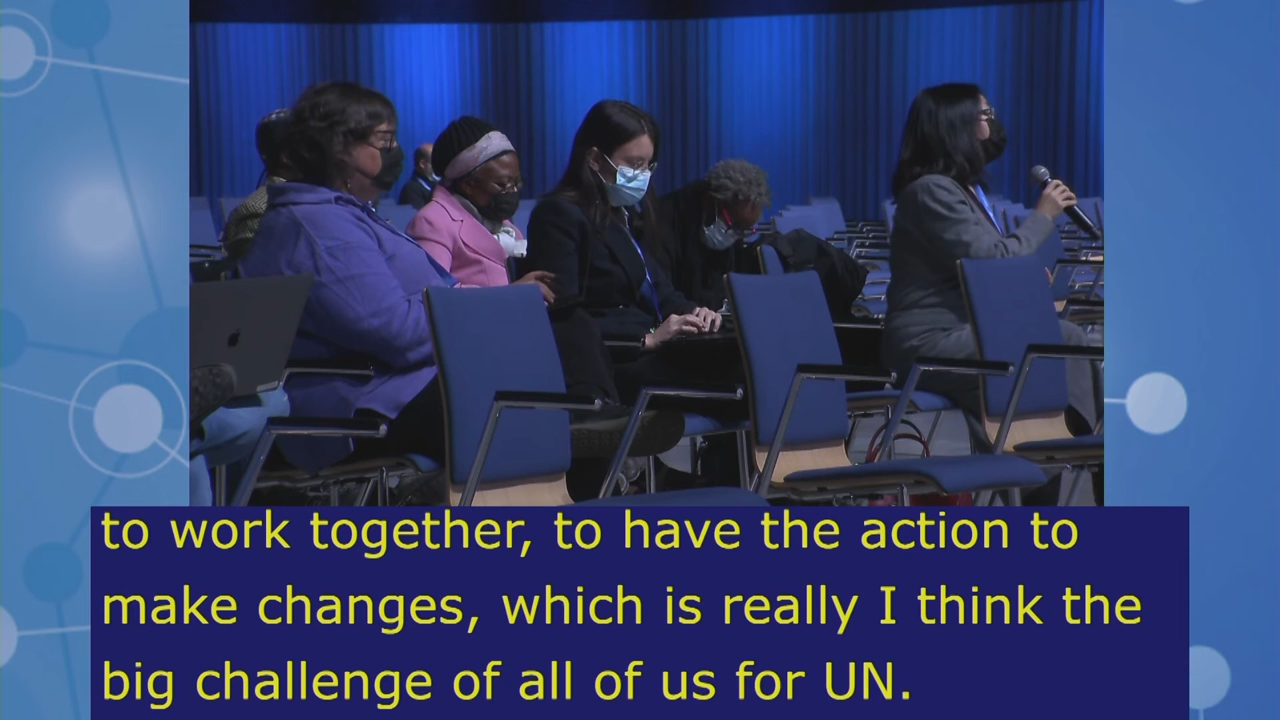 to work together, to have the action to
make changes, which is really I think the
big challenge of all of us for UN.